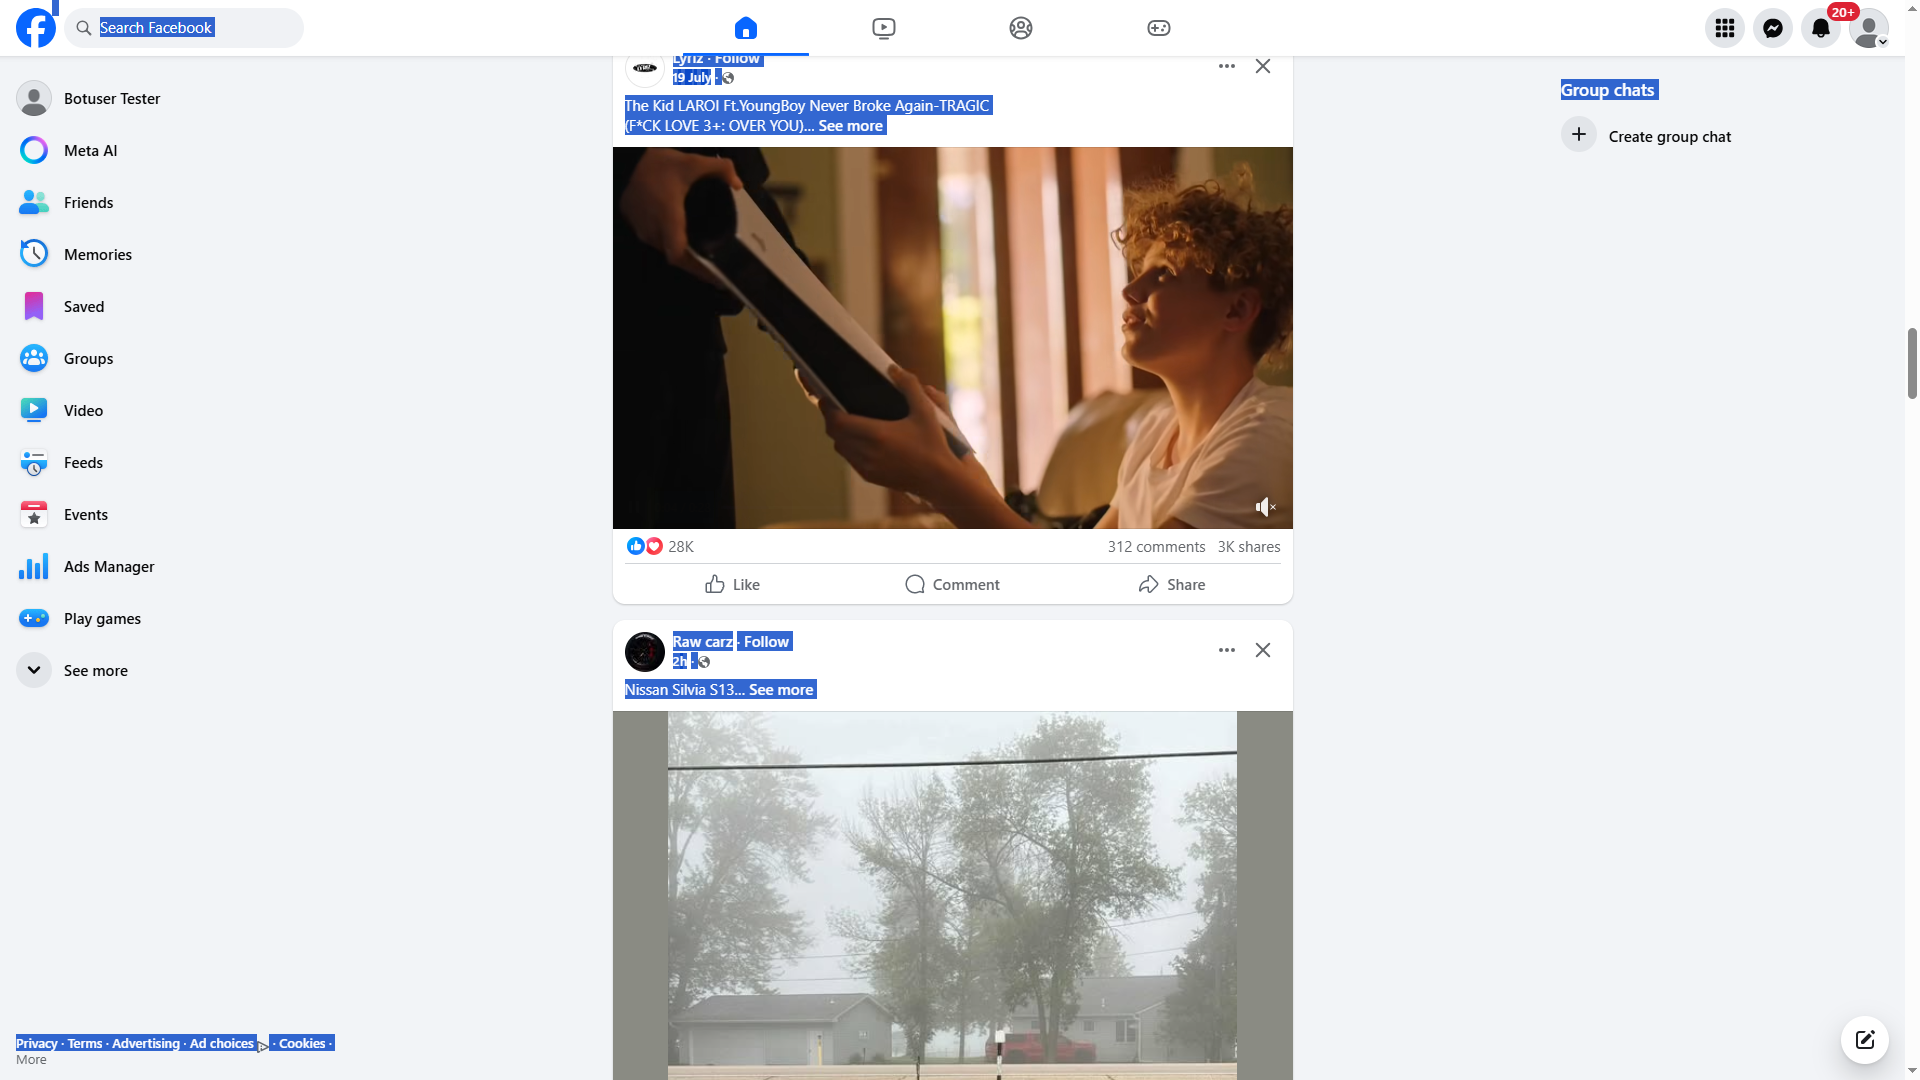 Search Facebook
20+
Botuser Tester
Meta AI
Friends
Memories
Saved
Groups
Video
Feeds
Events
Ads Manager
Play games
See more
Privacy · Terms · Advertising · Ad choices · Cookies ·
More
Lyriz · Follow
19 July ·
The Kid LAROI Ft.YoungBoy Never Broke Again-TRAGIC
(F*CK LOVE 3+: OVER YOU)... See more
28K
312 comments 3K shares
Like Comment Share
Raw carz · Follow
2h ·
Nissan Silvia S13... See more
Group chats
Create group chat